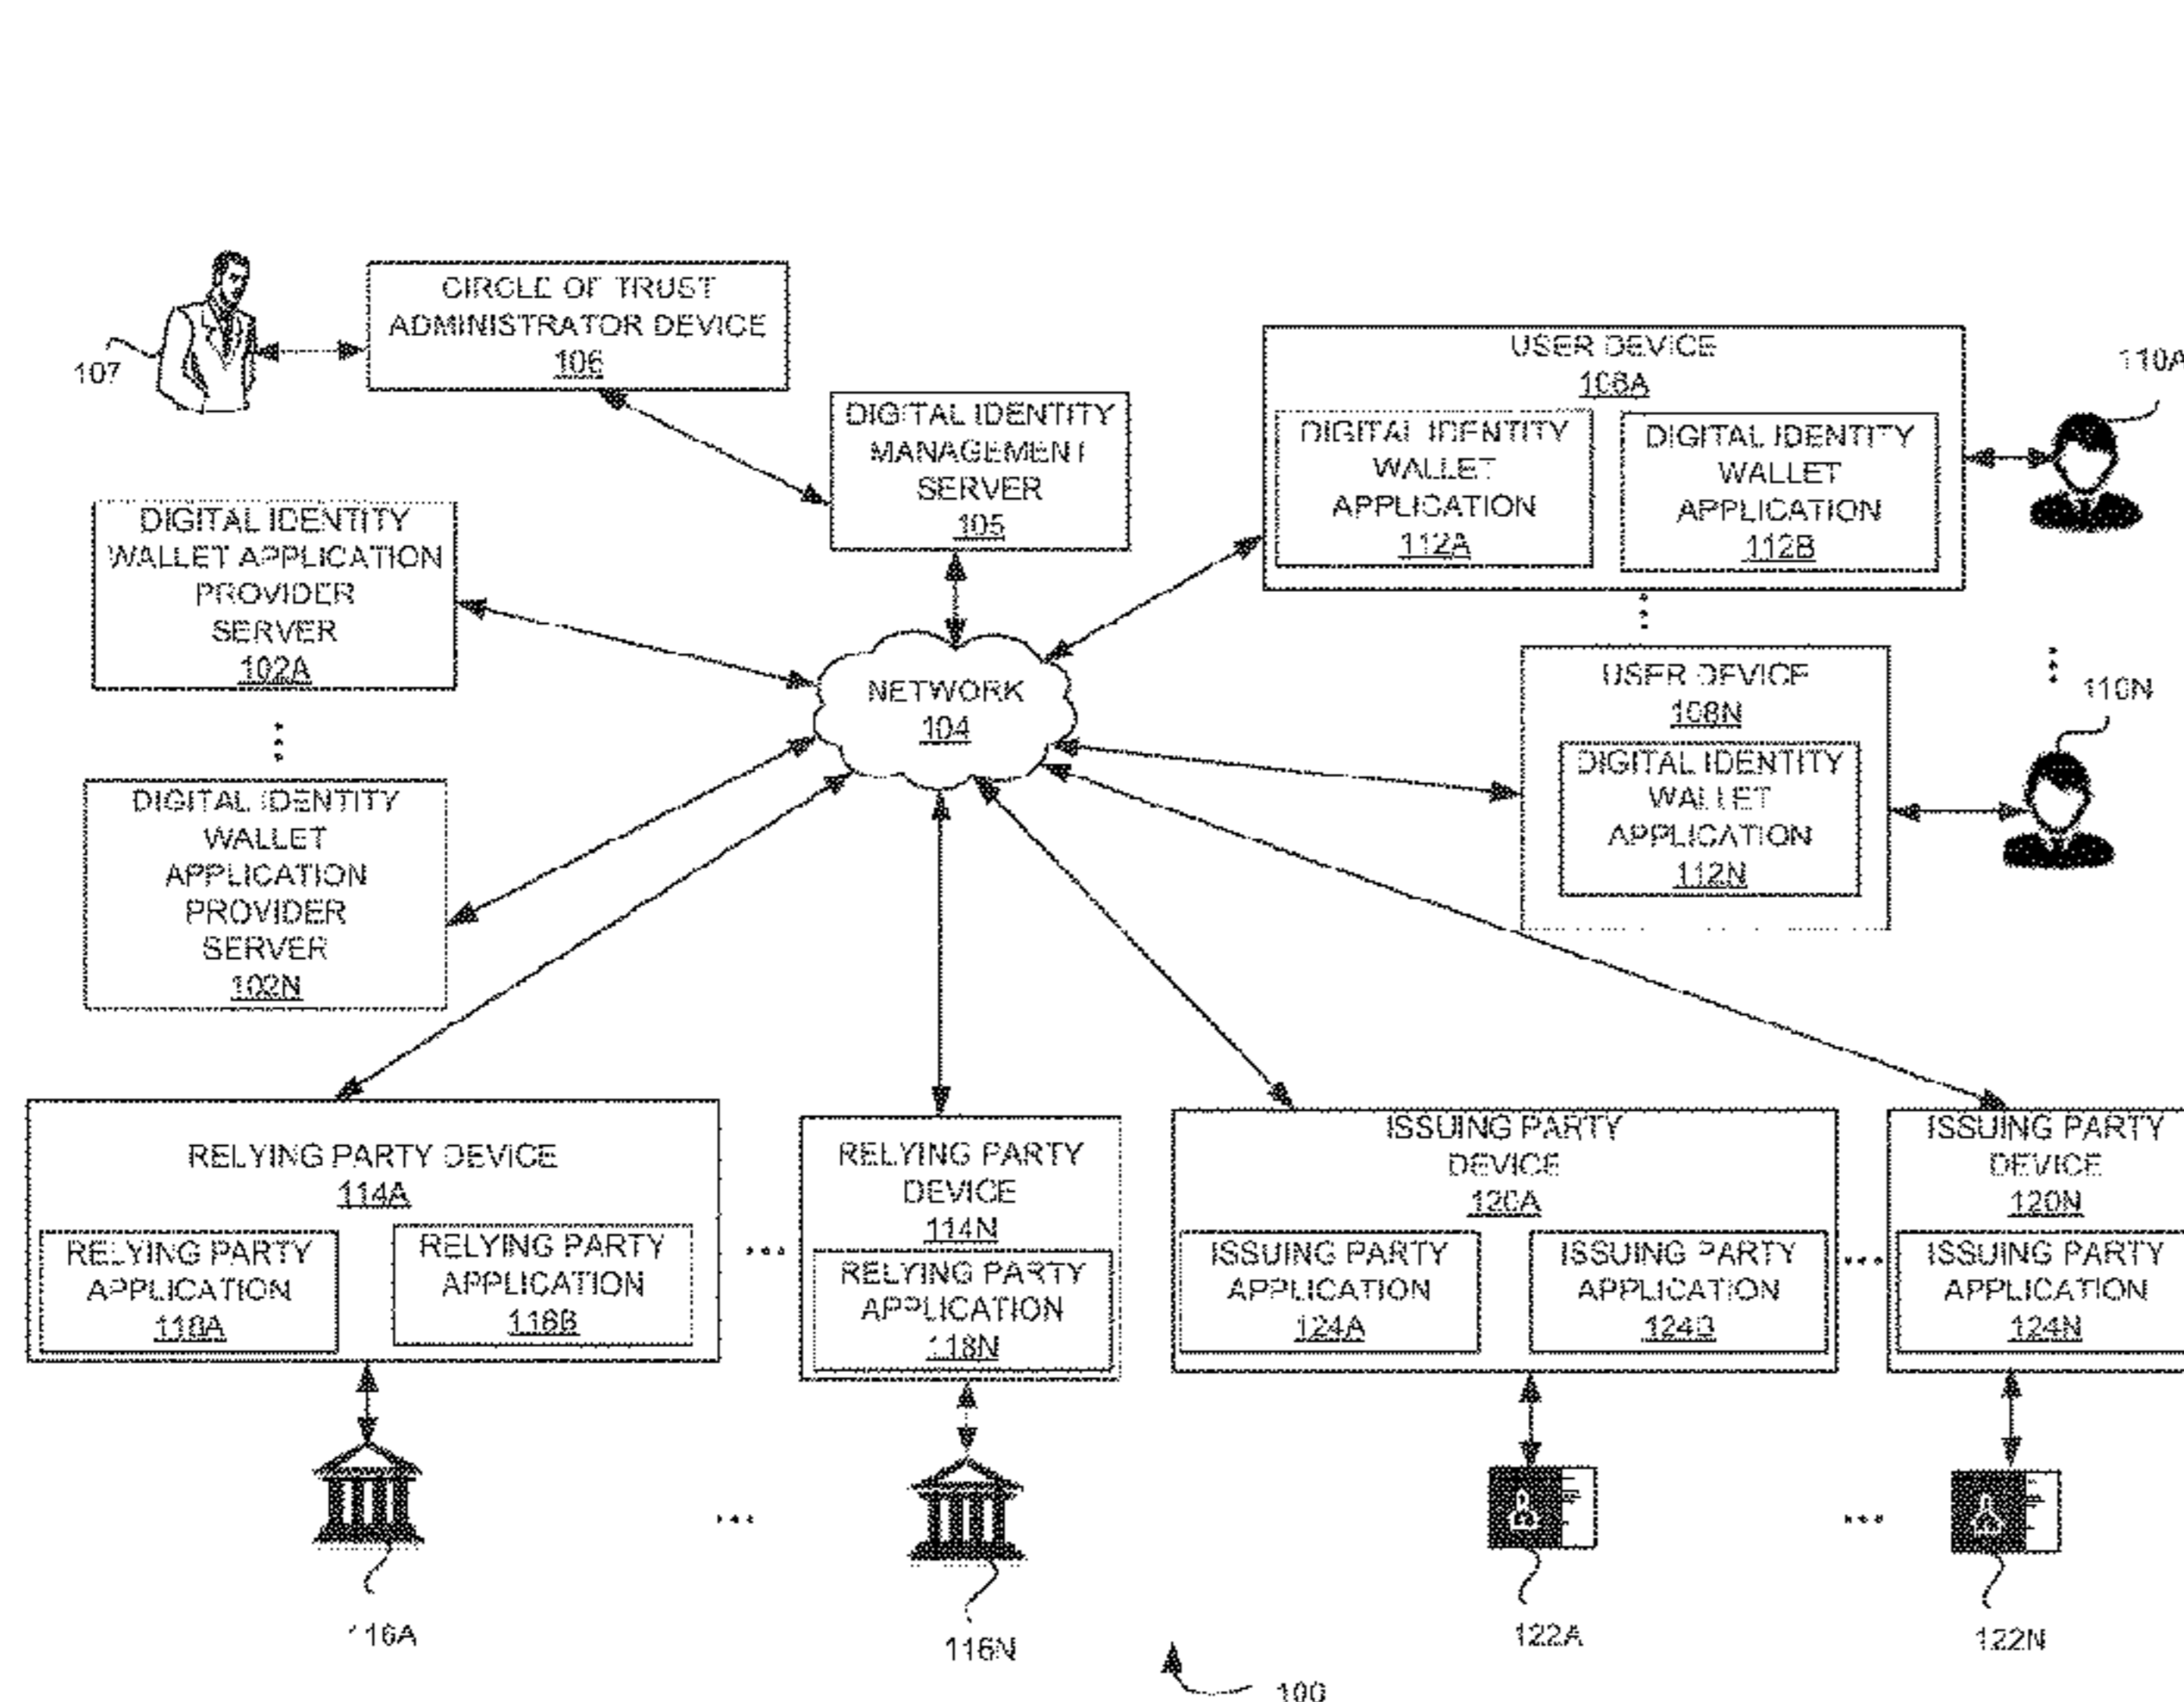 107
CIRCLE OF TRUST
ADMINISTRATOR DEVICE
106
DIGITAL IDENTITY
MANAGEMENT
SERVER
105
USER DEVICE
108A
DIGITAL IDENTITY
WALLET
APPLICATION
112A
DIGITAL IDENTITY
WALLET
APPLICATION
112B
110A
DIGITAL IDENTITY
WALLET APPLICATION
PROVIDER
SERVER
102A
NETWORK
104
USER DEVICE
108N
DIGITAL IDENTITY
WALLET
APPLICATION
112N
110N
DIGITAL IDENTITY
WALLET
APPLICATION
PROVIDER
SERVER
102N
RELYING PARTY DEVICE
114A
RELYING PARTY
APPLICATION
118A
RELYING PARTY
APPLICATION
118B
RELYING PARTY
DEVICE
114N
RELYING PARTY
APPLICATION
118N
ISSUING PARTY
DEVICE
120A
ISSUING PARTY
APPLICATION
124A
ISSUING PARTY
APPLICATION
124B
ISSUING PARTY
DEVICE
120N
ISSUING PARTY
APPLICATION
124N
116A
116N
122A
122N
100